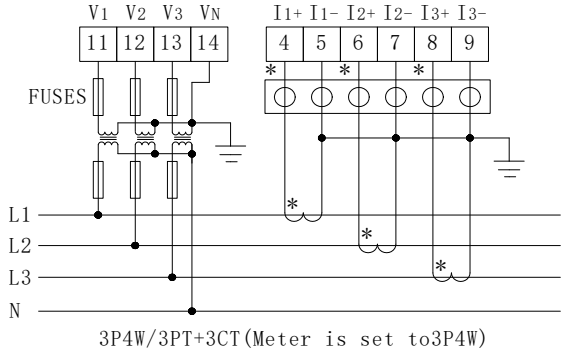 V1 V2 V3 VN I1+ I1- I2+ I2- I3+ I3-
11 12 13 14 4 5 6 7 8 9
* * *
FUSES
*
L1
*
L2
*
L3
N
3P4W/3PT+3CT(Meter is set to3P4W)